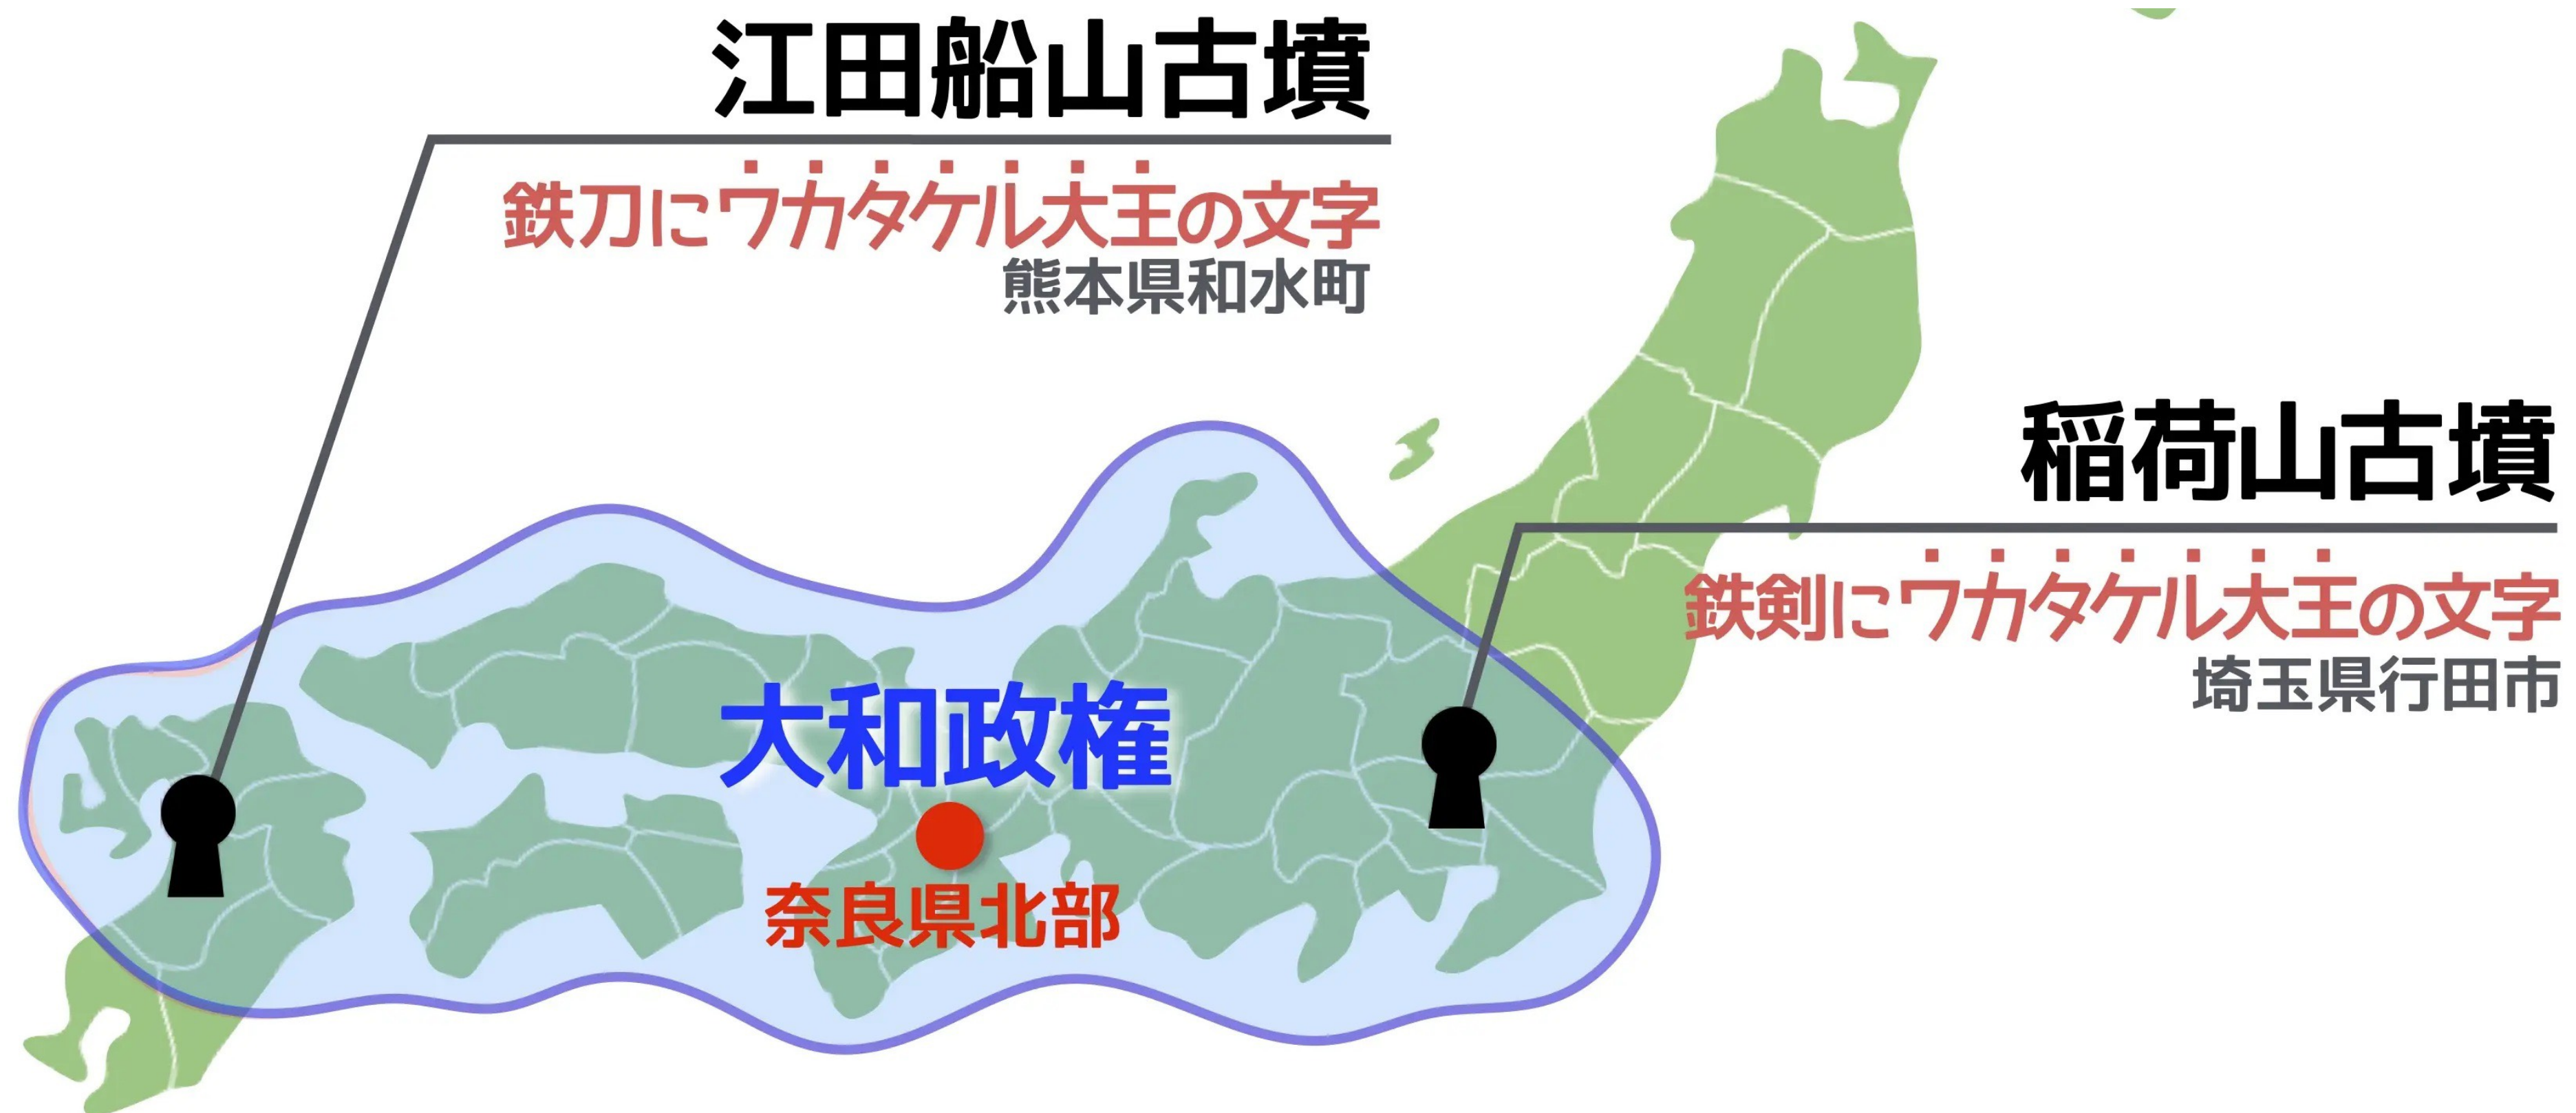 江田船山古墳
鉄刀にワカタケル大王の文字
熊本県和水町
稲荷山古墳
鉄剣にワカタケル大王の文字
埼玉県行田市
大和政権
奈良県北部